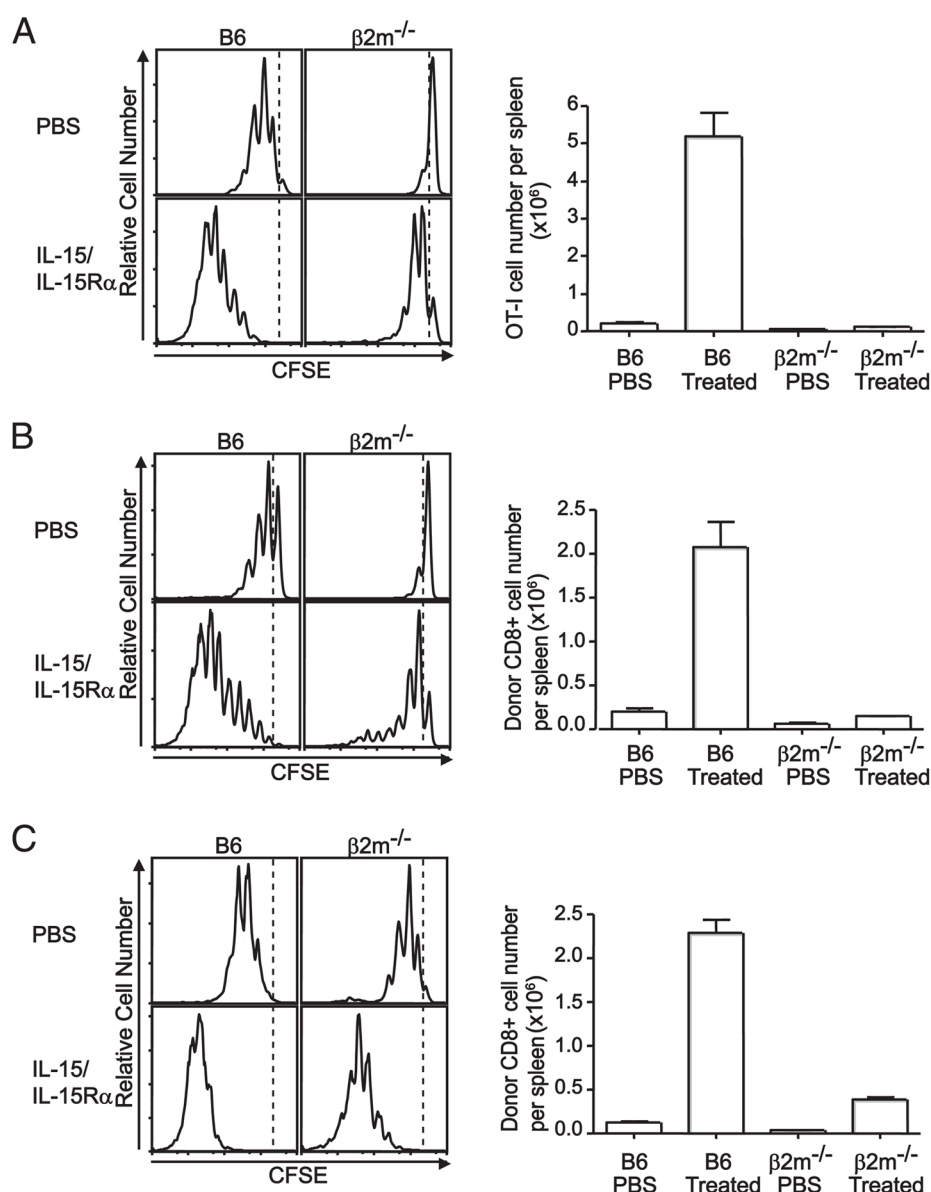 A
B6
β2m-/-
PBS
IL-15/
IL-15Rα
Relative Cell Number
CFSE
OT-I cell number per spleen
(x10⁶)
6
5
4
3
2
1
0
B6
PBS
B6
Treated
β2m-/-
PBS
β2m-/-
Treated
B
B6
β2m-/-
PBS
IL-15/
IL-15Rα
Relative Cell Number
CFSE
Donor CD8+ cell number
per spleen (x10⁶)
2.5
2.0
1.5
1.0
0.5
0.0
B6
PBS
B6
Treated
β2m-/-
PBS
β2m-/-
Treated
C
B6
β2m-/-
PBS
IL-15/
IL-15Rα
Relative Cell Number
CFSE
Donor CD8+ cell number
per spleen (x10⁶)
2.5
2.0
1.5
1.0
0.5
0.0
B6
PBS
B6
Treated
β2m-/-
PBS
β2m-/-
Treated